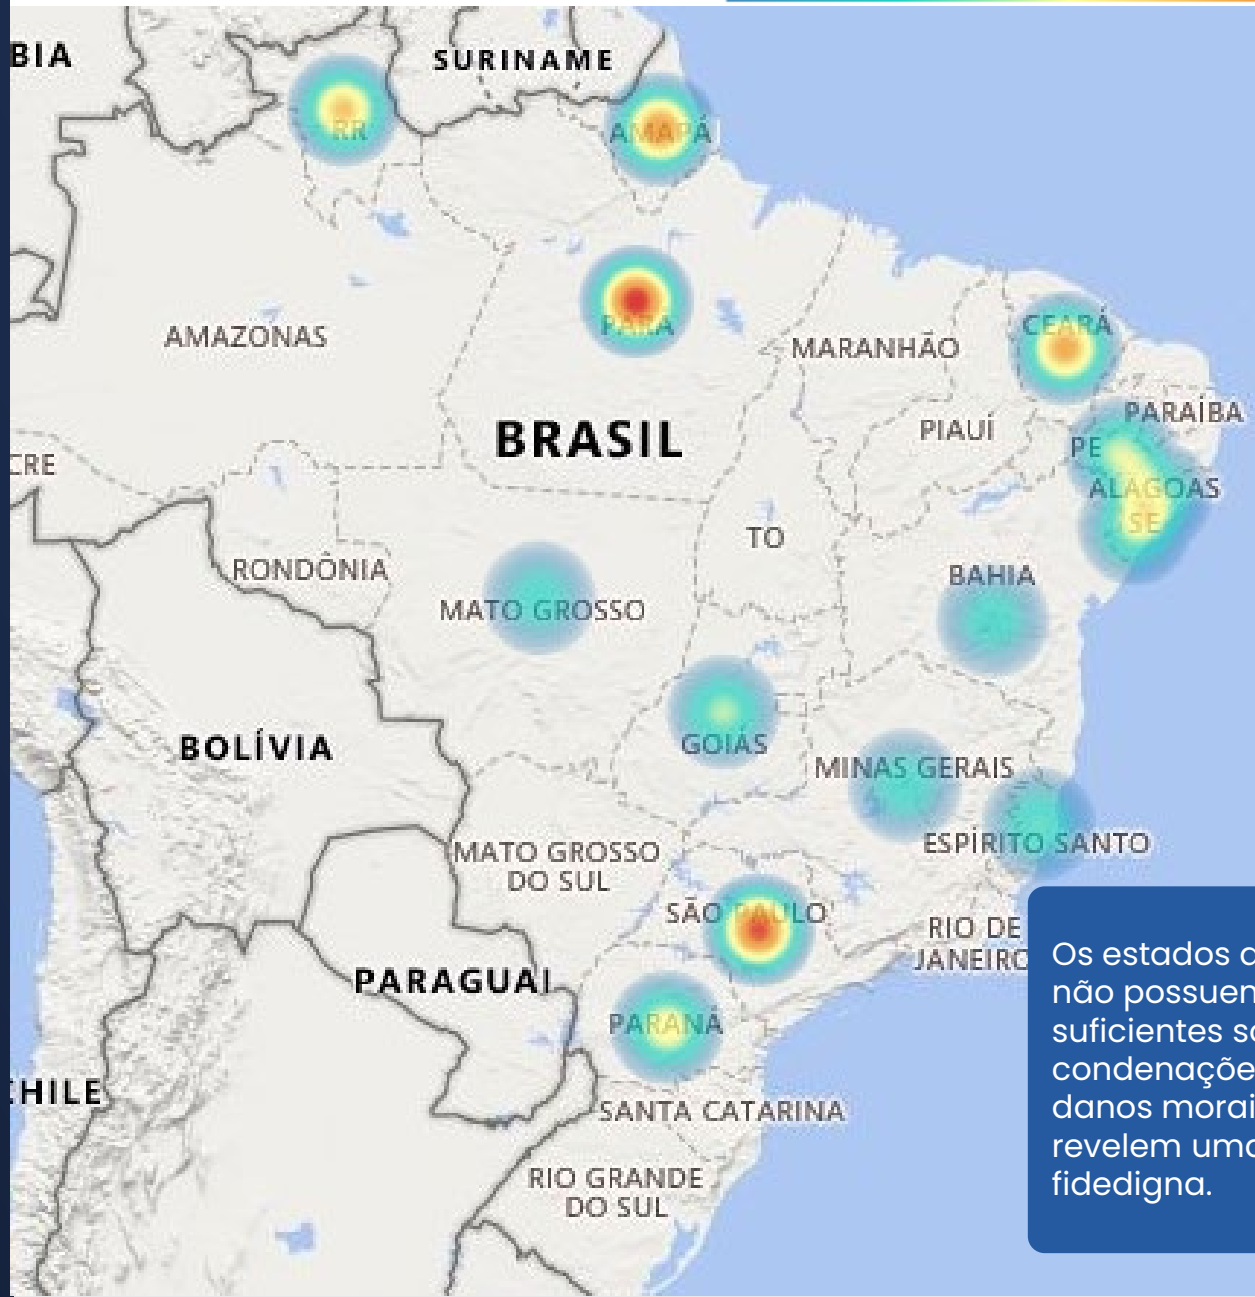 BIA
SURINAME
RR
AMAPÁ
AMAZONAS
PARÁ
MARANHÃO
CEARÁ
PARAÍBA
PIAUÍ
BRASIL
PE
CRE
ALAGOAS
SE
TO
RONDÔNIA
MATO GROSSO
BAHIA
BOLÍVIA
GOIÁS
MINAS GERAIS
ESPÍRITO SANTO
MATO GROSSO
DO SUL
SÃO PAULO
RIO DE
JANEIRO
PARAGUAI
PARANÁ
CHILE
SANTA CATARINA
RIO GRANDE
DO SUL
Os estados
não possuem
suficientes
condenaçõe
danos morai
revelem uma
fidedigna.